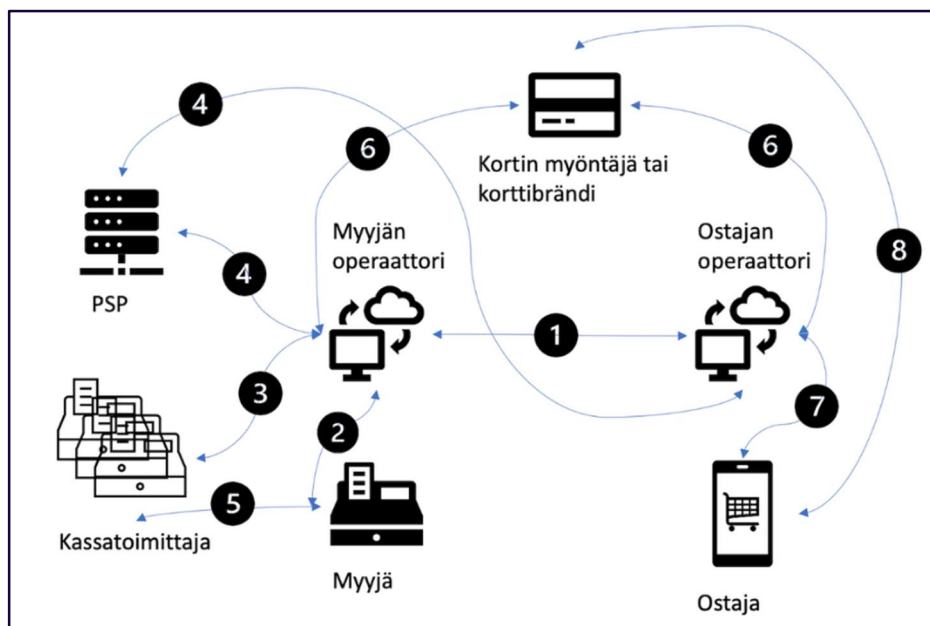 4
6
6
Kortin myöntäjä tai
korttibrändi
8
Myyjän
operaattori
Ostajan
operaattori
4
PSP
1
3
2
7
5
Kassatoimittaja
Myyjä
Ostaja